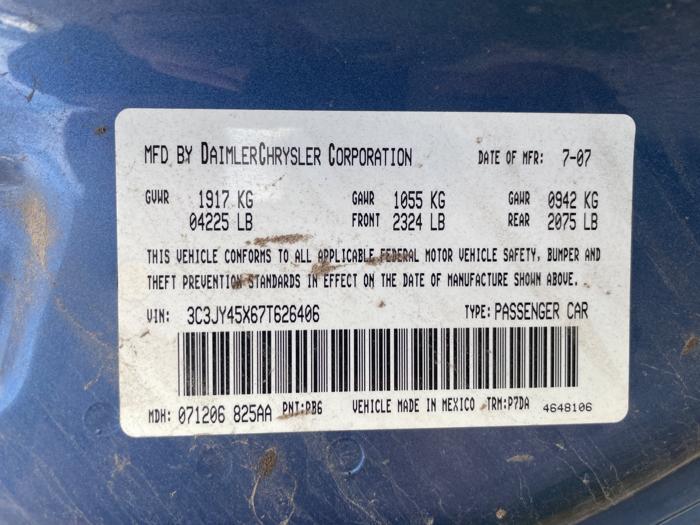 MFD BY DAIMLERCHRYSLER CORPORATION DATE OF MFR: 7-07
GVWR 1917 KG GAWR 1055 KG GAWR 0942 KG
04225 LB FRONT 2324 LB REAR 2075 LB
THIS VEHICLE CONFORMS TO ALL APPLICABLE FEDERAL MOTOR VEHICLE SAFETY, BUMPER AND
THEFT PREVENTION STANDARDS IN EFFECT ON THE DATE OF MANUFACTURE SHOWN ABOVE.
VIN: 3C3JY45X67T626406 TYPE: PASSENGER CAR
MDH: 071206 825AA PNT:PB6 VEHICLE MADE IN MEXICO TRM:P7DA 4648106